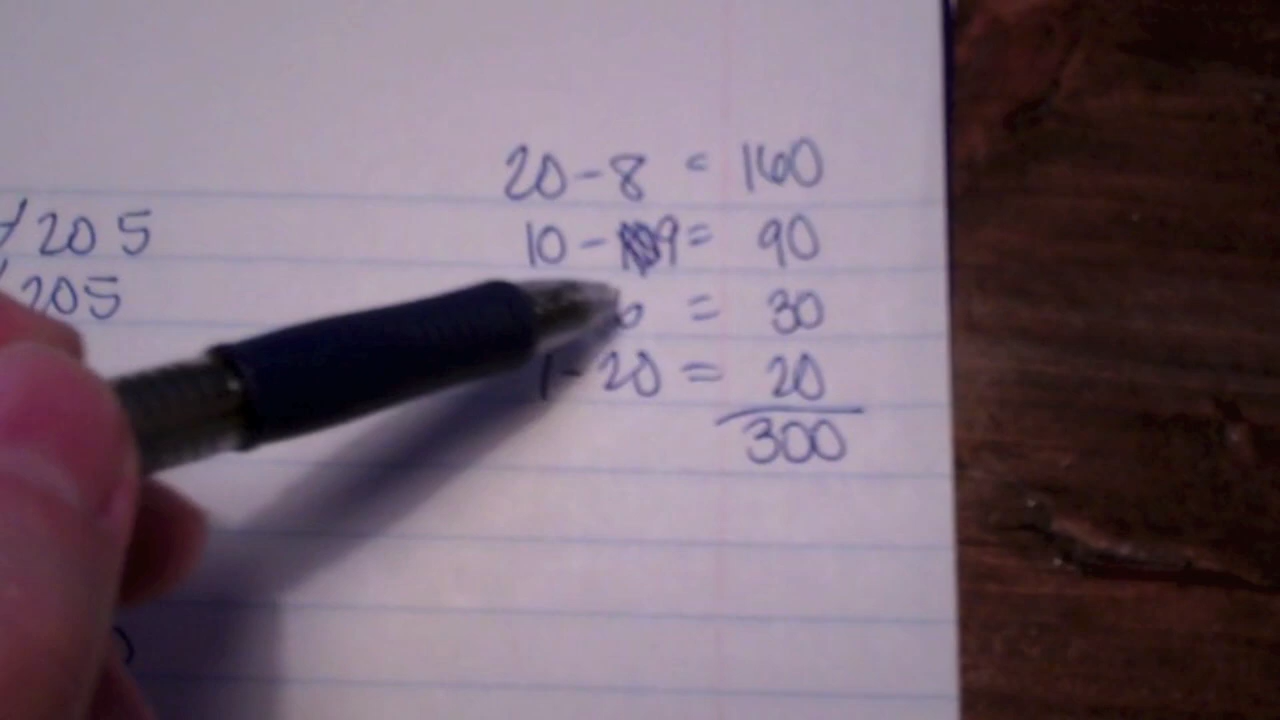 20-8 = 160
10-9= 90
205
= 30
205
1-20 = 20
300